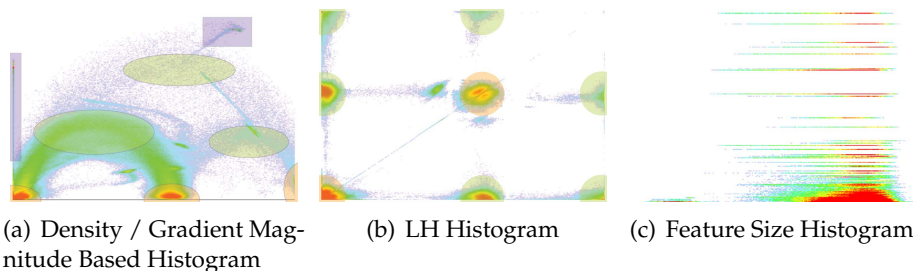 (a) Density / Gradient Mag-
nitude Based Histogram
(b) LH Histogram
(c) Feature Size Histogram